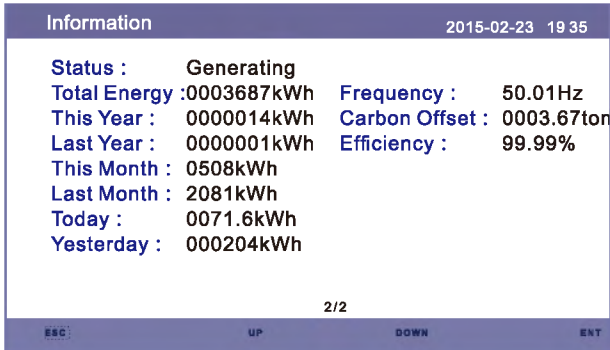 Information 2015-02-23 19 35
Status : Generating
Total Energy :0003687kWh Frequency : 50.01Hz
This Year : 0000014kWh Carbon Offset : 0003.67ton
Last Year : 0000001kWh Efficiency : 99.99%
This Month : 0508kWh
Last Month : 2081kWh
Today : 0071.6kWh
Yesterday : 000204kWh
2/2
ESC UP DOWN ENT